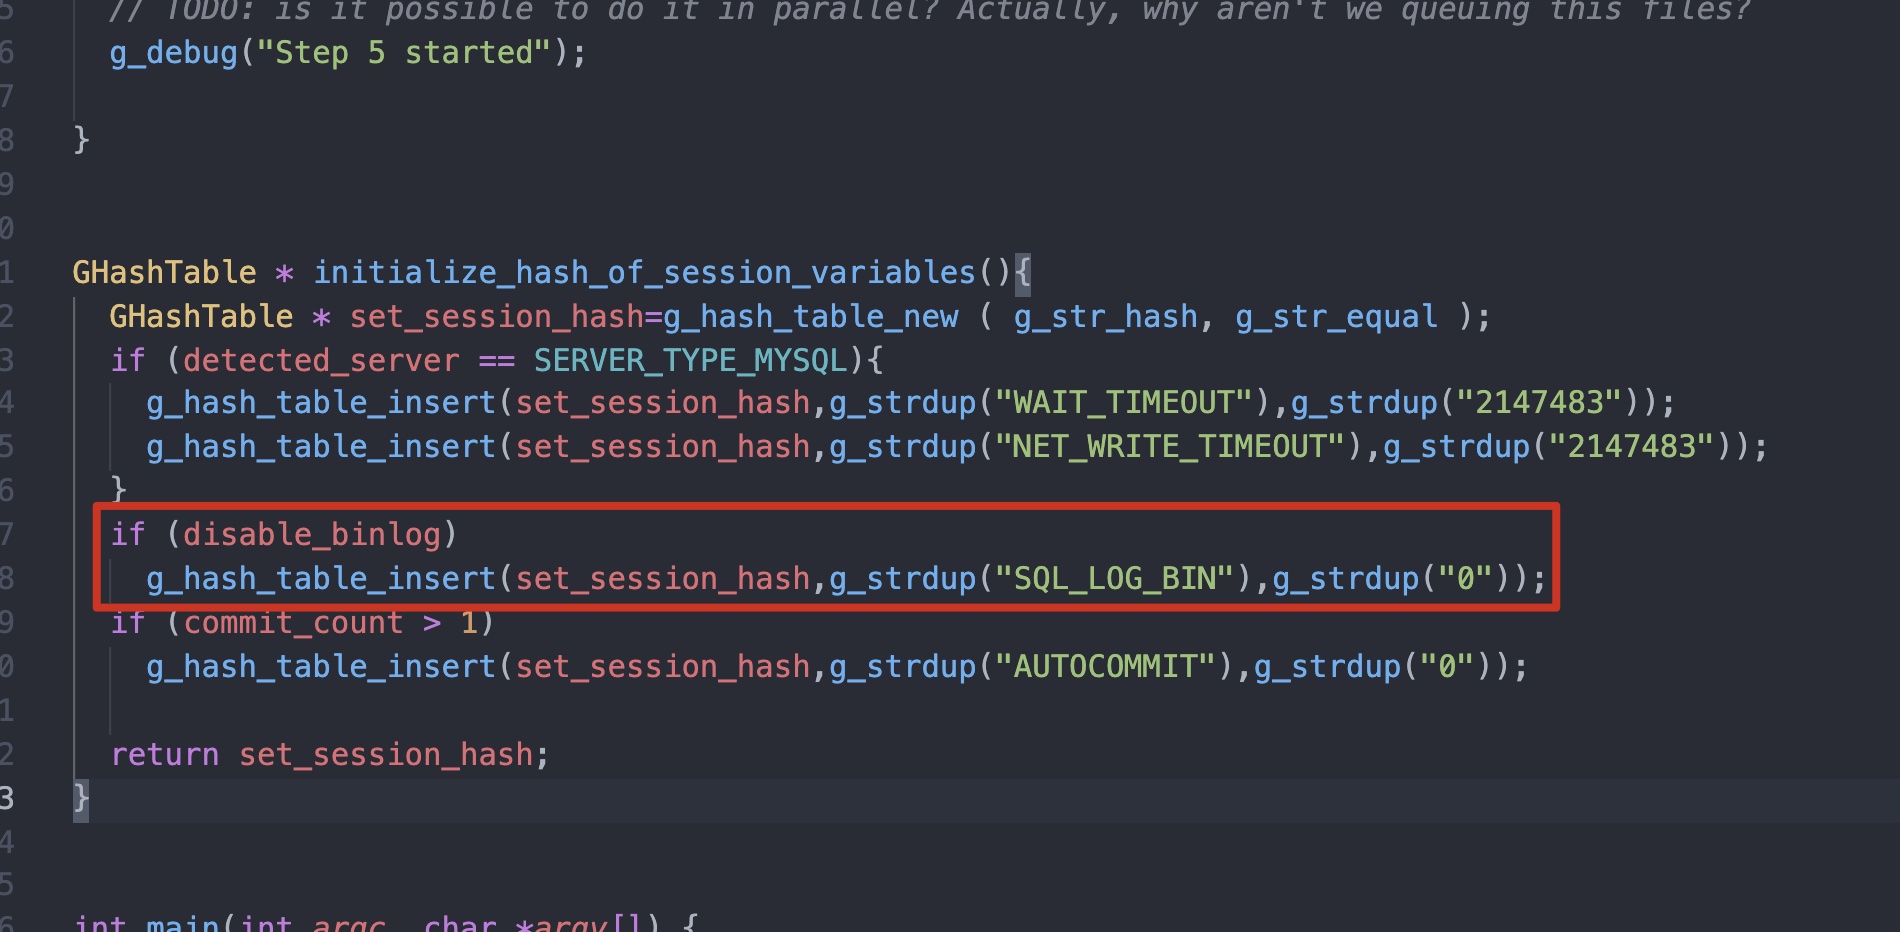 5 // TODO: is it possible to do it in parallel? Actually, why aren't we queuing this files?
6 g_debug("Step 5 started");
7
8 }
9
0
1 GHashTable * initialize_hash_of_session_variables(){
2 GHashTable * set_session_hash=g_hash_table_new ( g_str_hash, g_str_equal );
3 if (detected_server == SERVER_TYPE_MYSQL){
4 g_hash_table_insert(set_session_hash,g_strdup("WAIT_TIMEOUT"),g_strdup("2147483"));
5 g_hash_table_insert(set_session_hash,g_strdup("NET_WRITE_TIMEOUT"),g_strdup("2147483"));
6 }
7 if (disable_binlog)
8 g_hash_table_insert(set_session_hash,g_strdup("SQL_LOG_BIN"),g_strdup("0"));
9 if (commit_count > 1)
0 g_hash_table_insert(set_session_hash,g_strdup("AUTOCOMMIT"),g_strdup("0"));
1
2 return set_session_hash;
3 }
4
5
6 int main(int argc, char *argv[]) {